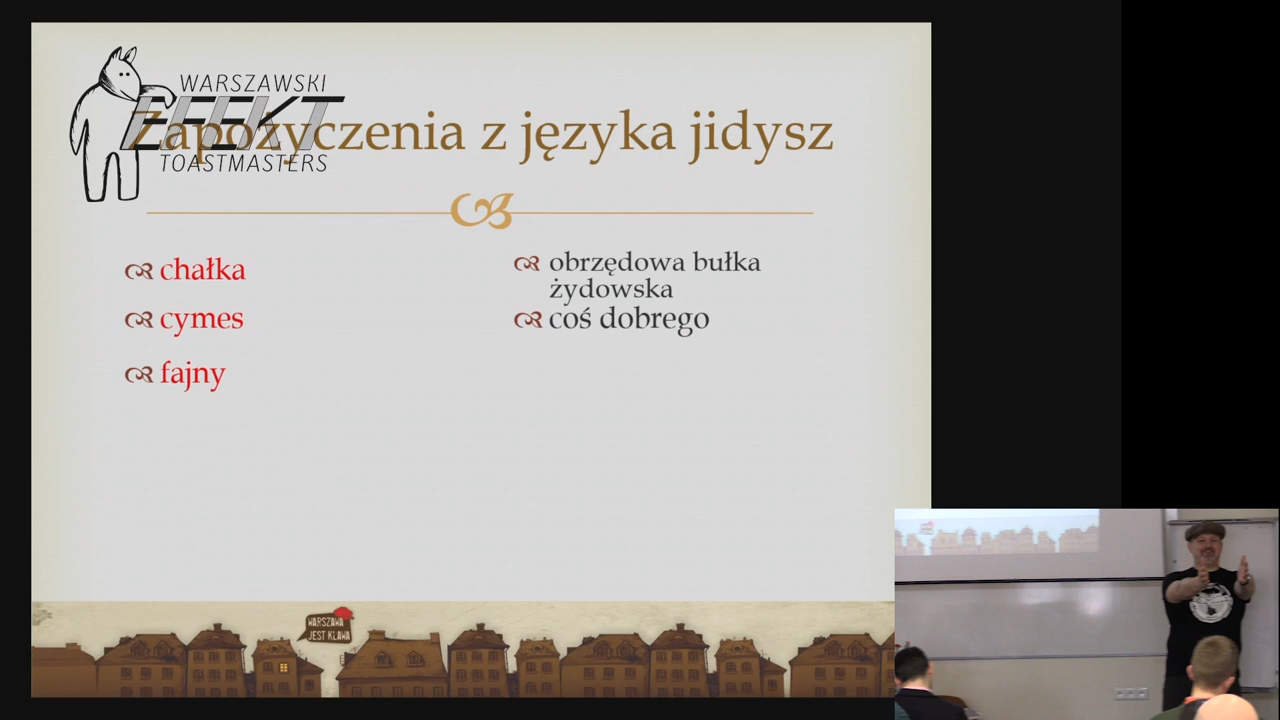 WARSZAWSKI
EFEKT
TOASTMASTERS
Zapożyczenia z języka jidysz
chałka
obrzędowa bułka
żydowska
cymes
coś dobrego
fajny
WARSZAWA
JEST KLAWA